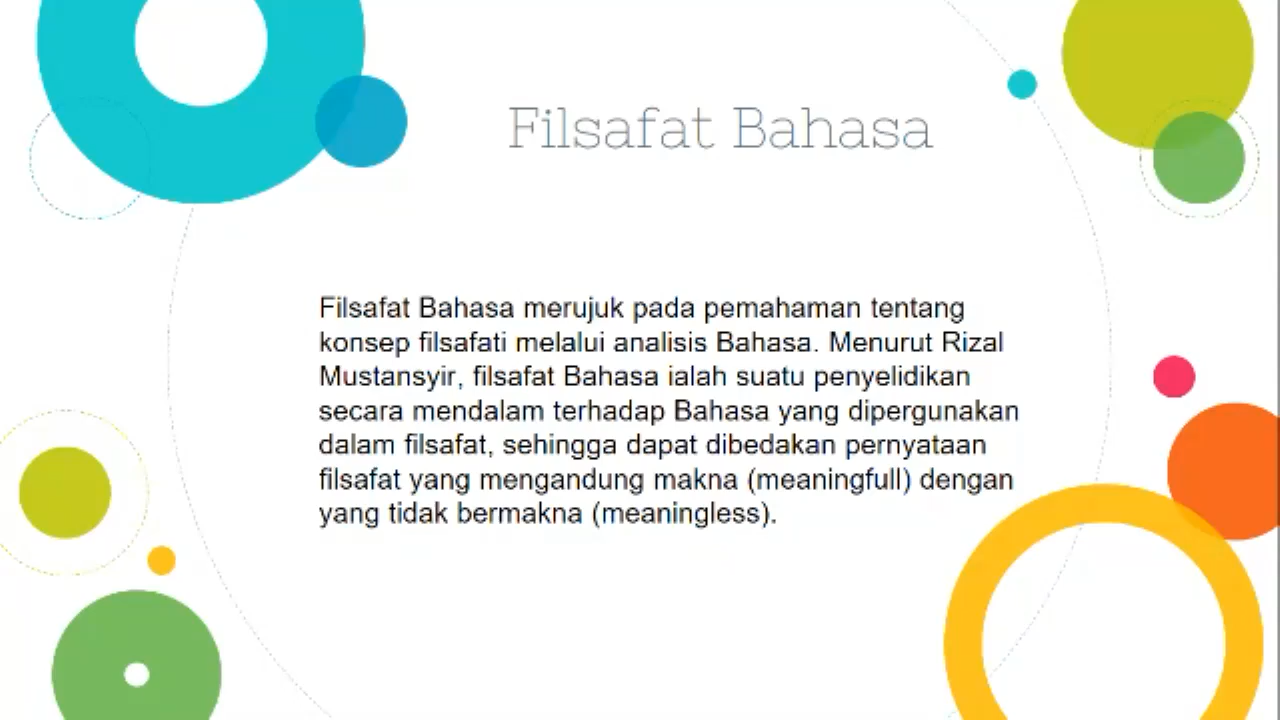 Filsafat Bahasa
Filsafat Bahasa merujuk pada pemahaman tentang
konsep filsafati melalui analisis Bahasa. Menurut Rizal
Mustansyir, filsafat Bahasa ialah suatu penyelidikan
secara mendalam terhadap Bahasa yang dipergunakan
dalam filsafat, sehingga dapat dibedakan pernyataan
filsafat yang mengandung makna (meaningfull) dengan
yang tidak bermakna (meaningless).